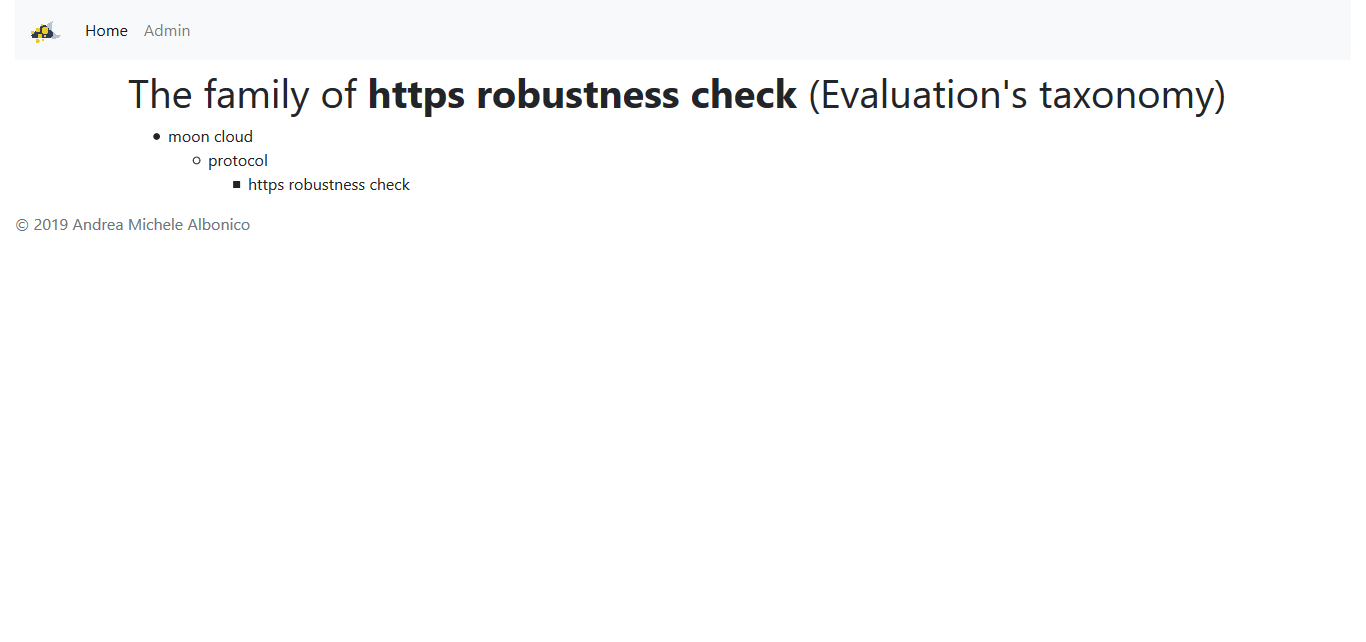 Home Admin
The family of https robustness check (Evaluation's taxonomy)
moon cloud
protocol
https robustness check
© 2019 Andrea Michele Albonico